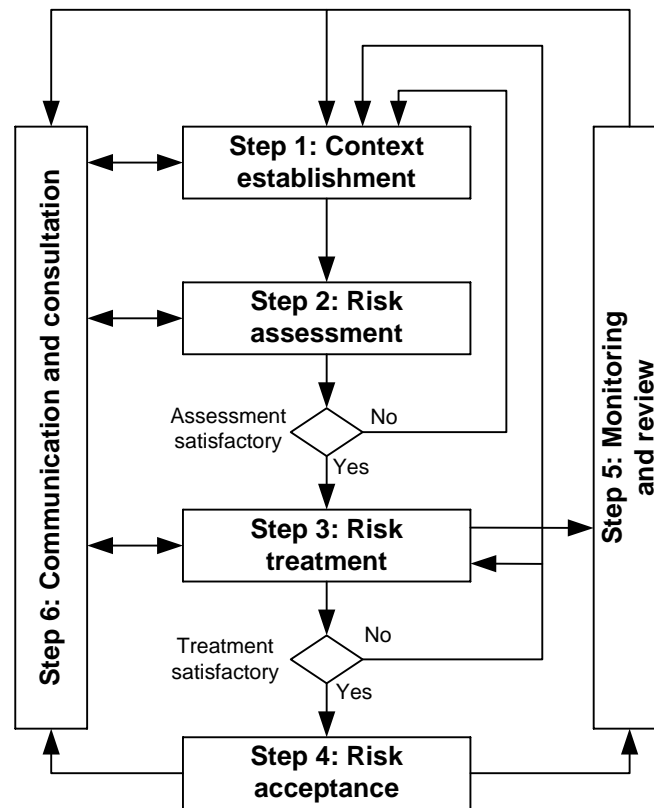 Step 1: Context
establishment
Step 2: Risk
assessment
Assessment
satisfactory
No
Yes
Step 3: Risk
treatment
Treatment
satisfactory
No
Yes
Step 4: Risk
acceptance
Step 5: Monitoring
and review
Step 6: Communication and consultation